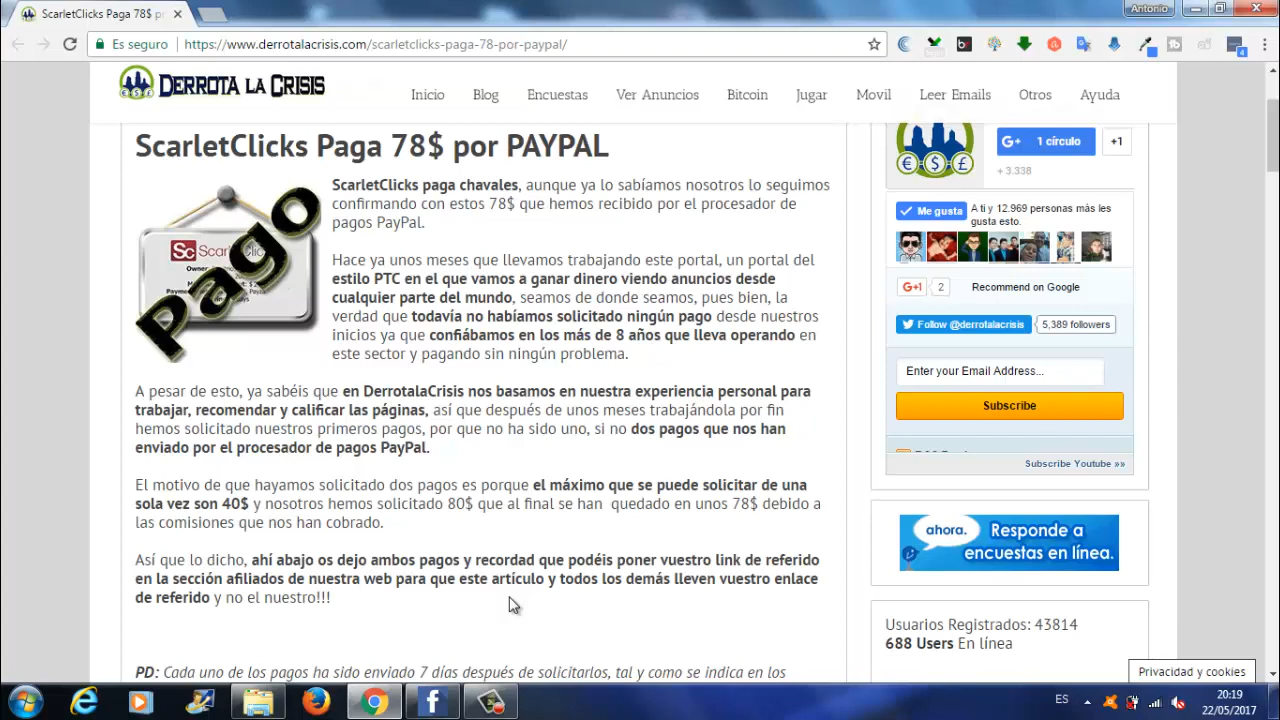 ScarletClicks Paga 78$ pr
Antonio
Es seguro
https://www.derrotalacrisis.com/scarletclicks-paga-78-por-paypal/
DERROTA LA CRISIS
Inicio
Blog
Encuestas
Ver Anuncios
Bitcoin
Jugar
Movil
Leer Emails
Otros
Ayuda
ScarletClicks Paga 78$ por PAYPAL
Pago
ScarletClicks paga chavales, aunque ya lo sabíamos nosotros lo seguimos
confirmando con estos 78$ que hemos recibido por el procesador de
pagos PayPal.
Hace ya unos meses que llevamos trabajando este portal, un portal del
estilo PTC en el que vamos a ganar dinero viendo anuncios desde
cualquier parte del mundo, seamos de donde seamos, pues bien, la
verdad que todavía no habíamos solicitado ningún pago desde nuestros
inicios ya que confiábamos en los más de 8 años que lleva operando en
este sector y pagando sin ningún problema.
A pesar de esto, ya sabéis que en DerrotalaCrisis nos basamos en nuestra experiencia personal para
trabajar, recomendar y calificar las páginas, así que después de unos meses trabajándola por fin
hemos solicitado nuestros primeros pagos, por que no ha sido uno, si no dos pagos que nos han
enviado por el procesador de pagos PayPal.
El motivo de que hayamos solicitado dos pagos es porque el máximo que se puede solicitar de una
sola vez son 40$ y nosotros hemos solicitado 80$ que al final se han quedado en unos 78$ debido a
las comisiones que nos han cobrado.
Así que lo dicho, ahí abajo os dejo ambos pagos y recordad que podéis poner vuestro link de referido
en la sección afiliados de nuestra web para que este artículo y todos los demás lleven vuestro enlace
de referido y no el nuestro!!!
PD: Cada uno de los pagos ha sido enviado 7 días después de solicitarlos, tal y como se indica en los
G+ 1 círculo
+1
+ 3.338
Me gusta
A ti y 12.969 personas más les
gusta esto.
G+1
2
Recommend on Google
Follow @derrotalacrisis
5,389 followers
Enter your Email Address...
Subscribe
Subscribe Youtube »»
ahora.
Responde a
encuestas en línea.
Usuarios Registrados: 43814
688 Users En línea
Privacidad y cookies
ES
20:19
22/05/2017